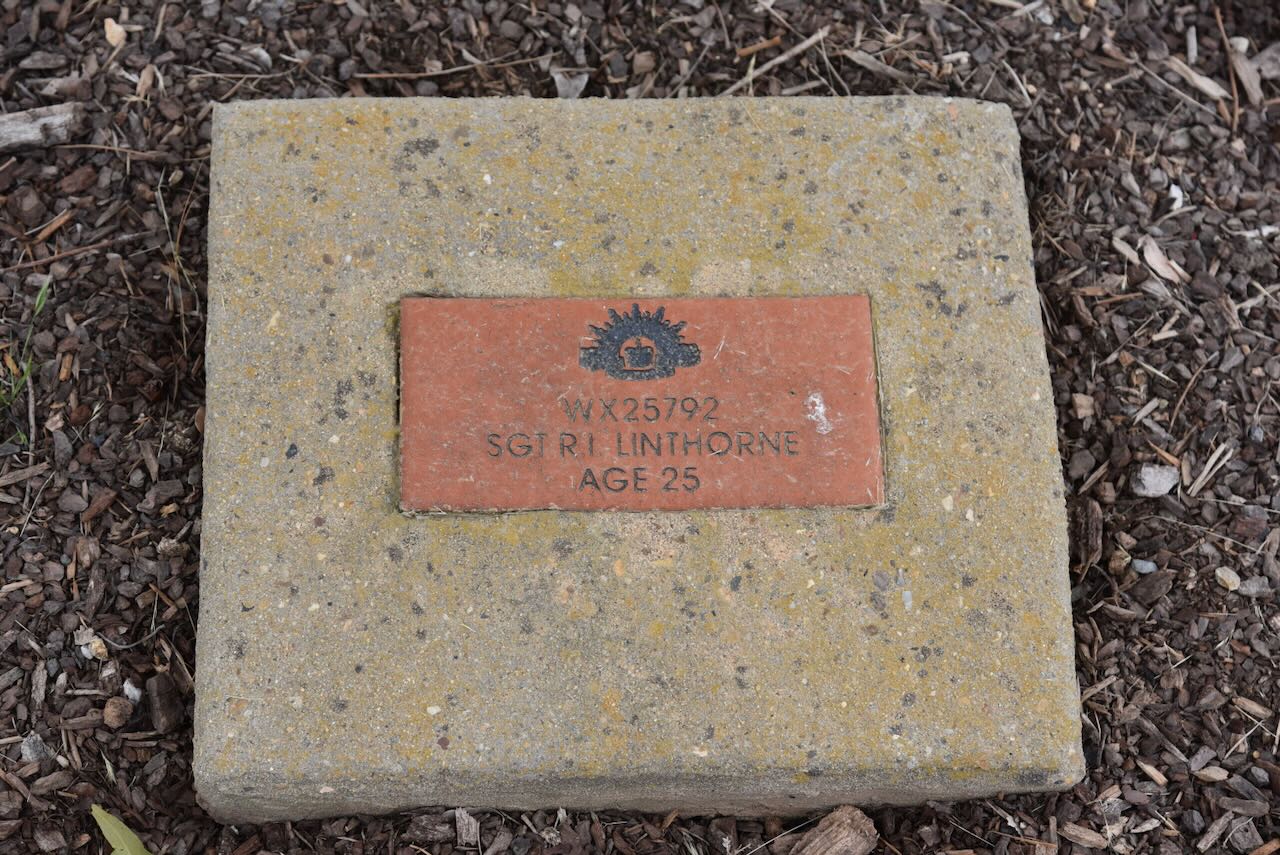 WX25792
SGT R.I. LINTHORNE
AGE 25